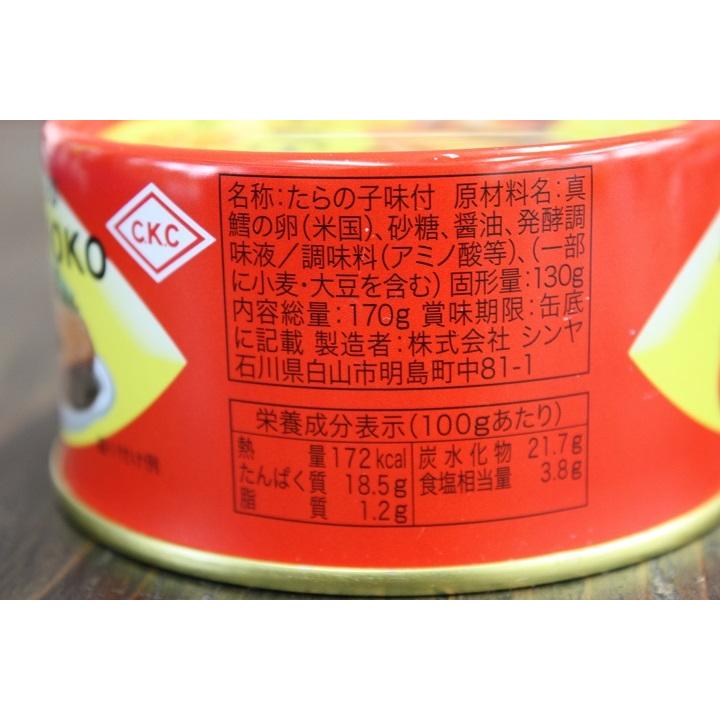 OKO
C.K.C
名称:たらの子味付 原材料名:真
鱈の卵(米国)、砂糖、醤油、発酵調
味液/調味料(アミノ酸等)、(一部
に小麦・大豆を含む) 固形量:130g
内容総量:170g 賞味期限:缶底
に記載 製造者:株式会社 シンヤ
石川県白山市明島町中81-1
栄養成分表示(100gあたり)
熱量 172kcal 炭水化物 21.7g
たんぱく質 18.5g 食塩相当量 3.8g
脂質 1.2g